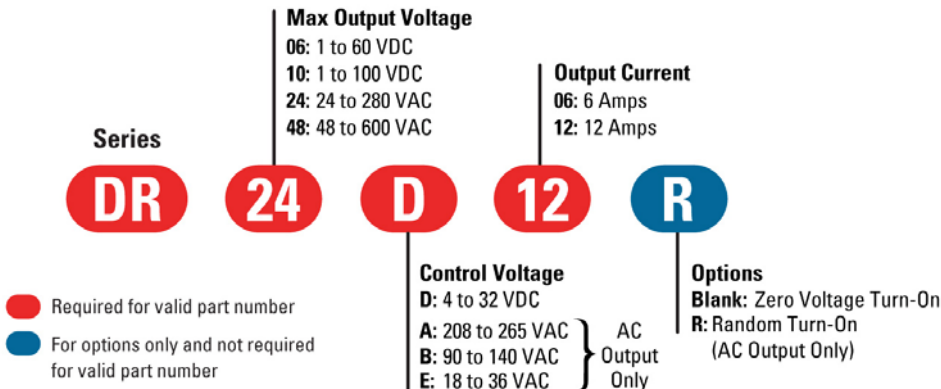 Max Output Voltage
06: 1 to 60 VDC
10: 1 to 100 VDC
24: 24 to 280 VAC
48: 48 to 600 VAC
Output Current
06: 6 Amps
12: 12 Amps
Series
DR 24 D 12 R
Required for valid part number
For options only and not required
for valid part number
Control Voltage
D: 4 to 32 VDC
A: 208 to 265 VAC
B: 90 to 140 VAC
E: 18 to 36 VAC
AC
Output
Only
Options
Blank: Zero Voltage Turn-On
R: Random Turn-On
(AC Output Only)